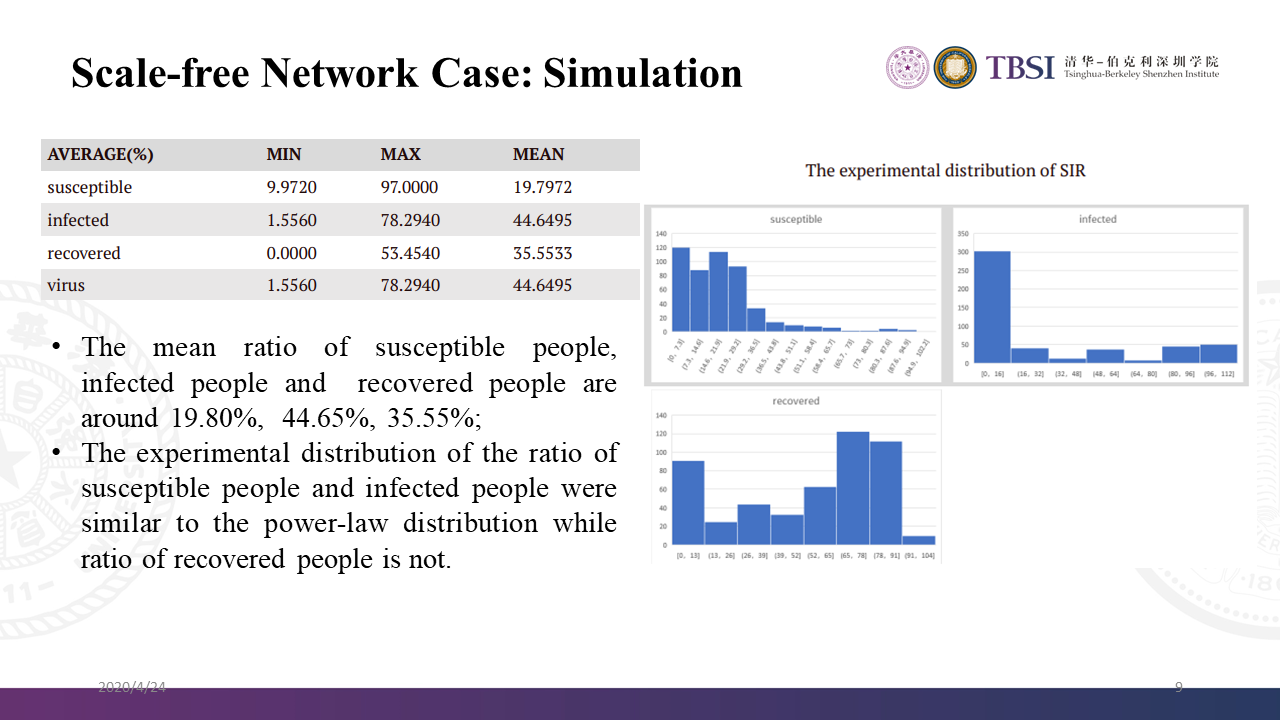 Scale-free Network Case: Simulation
TBSI
清华-伯克利深圳学院
Tsinghua-Berkeley Shenzhen Institute
AVERAGE(%) MIN MAX MEAN
susceptible 9.9720 97.0000 19.7972
infected 1.5560 78.2940 44.6495
recovered 0.0000 53.4540 35.5533
virus 1.5560 78.2940 44.6495
• The mean ratio of susceptible people,
infected people and recovered people are
around 19.80%, 44.65%, 35.55%;
• The experimental distribution of the ratio of
susceptible people and infected people were
similar to the power-law distribution while
ratio of recovered people is not.
The experimental distribution of SIR
susceptible
140
120
100
80
60
40
20
0
[0, 7.3] (7.3, 14.6] (14.6, 21.9] (21.9, 29.2] (29.2, 36.5] (36.5, 43.8] (43.8, 51.1] (51.1, 58.4] (58.4, 65.7] (65.7, 73] (73, 80.3] (80.3, 87.6] (87.6, 94.9] (94.9, 102.2]
infected
350
300
250
200
150
100
50
0
[0, 16] (16, 32] (32, 48] (48, 64] (64, 80] (80, 96] (96, 112]
recovered
140
120
100
80
60
40
20
0
[0, 13] (13, 26] (26, 39] (39, 52] (52, 65] (65, 78] (78, 91] (91, 104]
2020/4/24
9